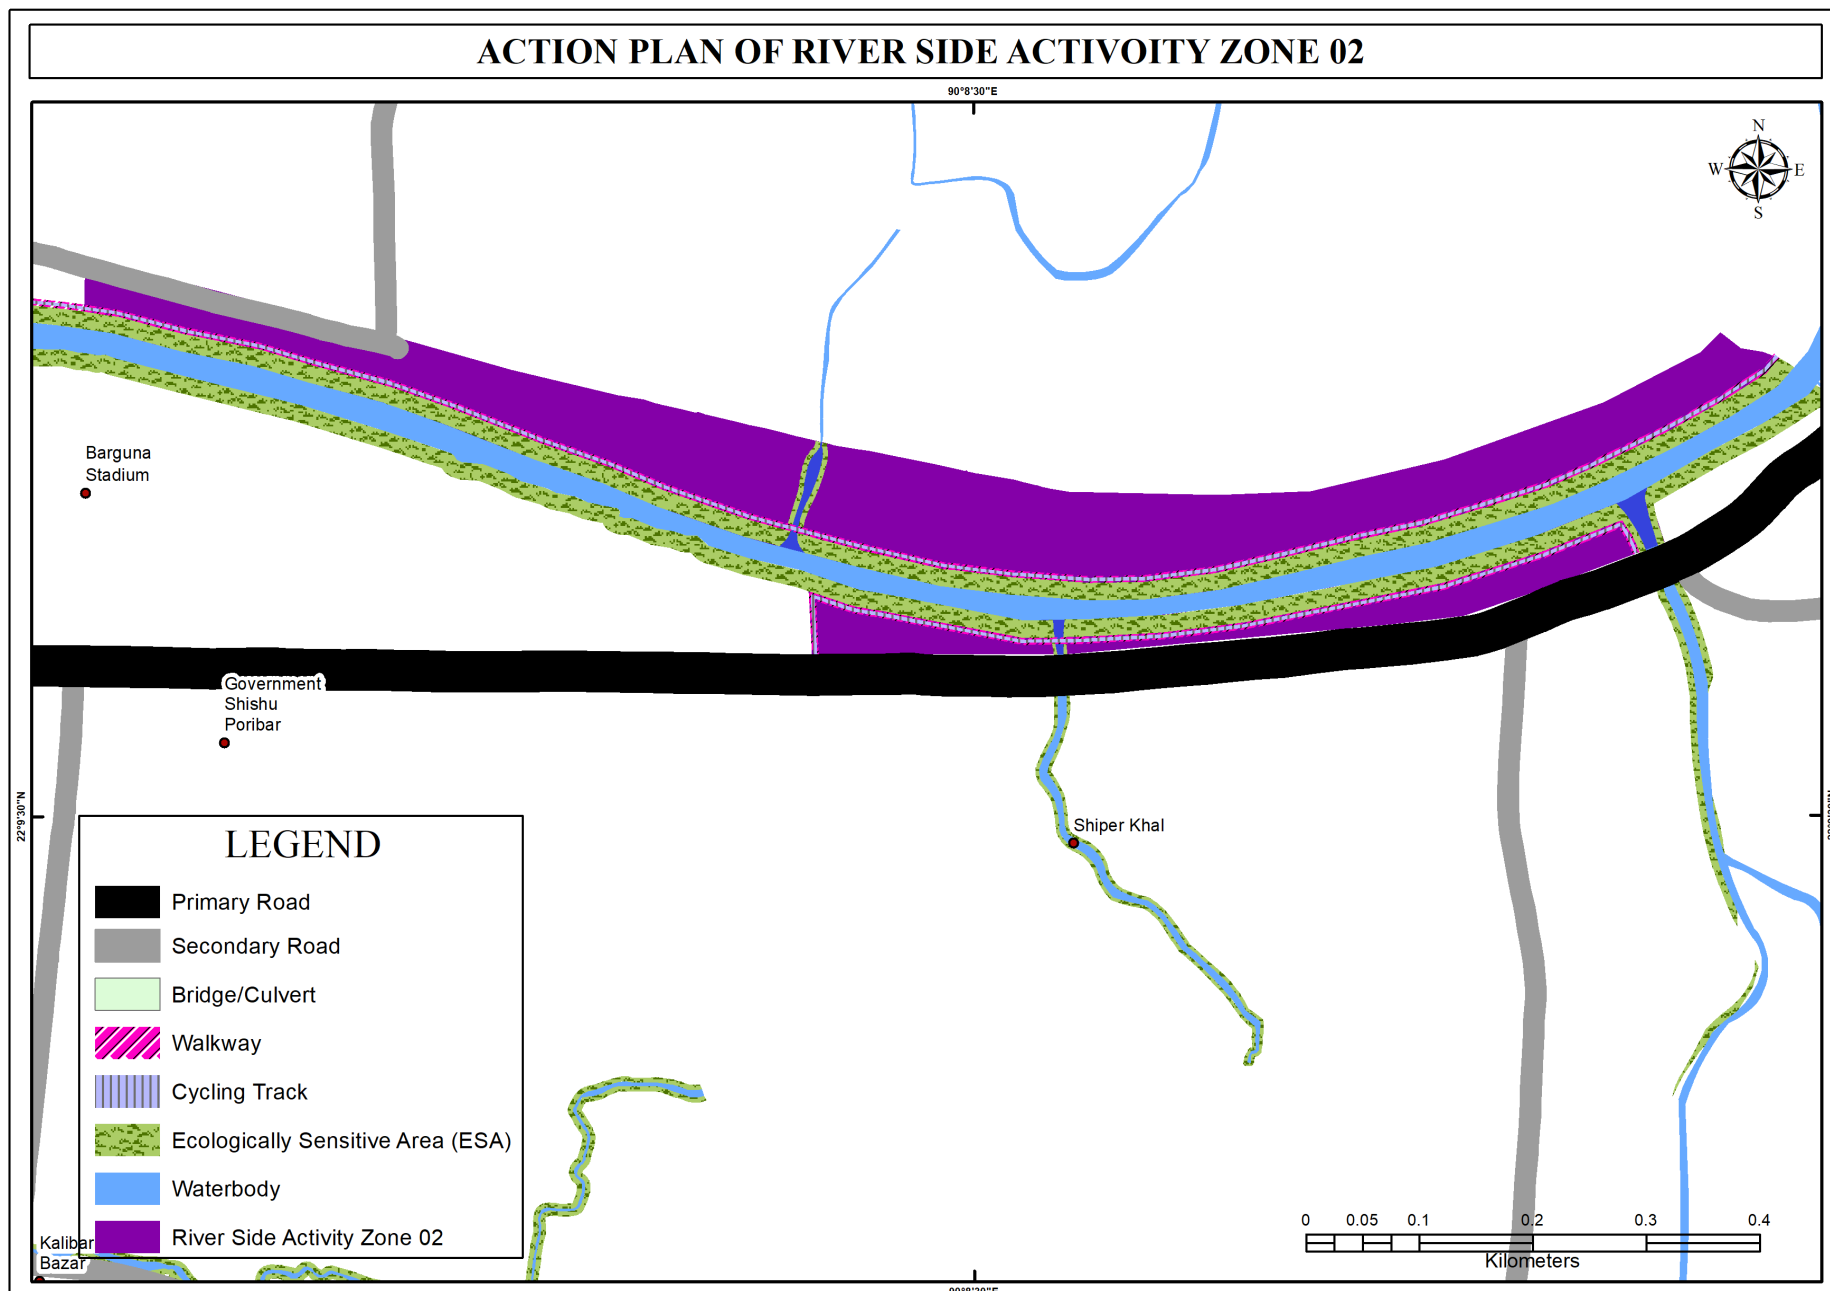 ACTION PLAN OF RIVER SIDE ACTIVOITY ZONE 02
90°8'30"E
N
W
E
S
Barguna
Stadium
Government
Shishu
Poribar
22°9'30"N
Shiper Khal
LEGEND
Primary Road
Secondary Road
Bridge/Culvert
Walkway
Cycling Track
Ecologically Sensitive Area (ESA)
Waterbody
River Side Activity Zone 02
Kalibar
Bazar
0 0.05 0.1 0.2 0.3 0.4
Kilometers